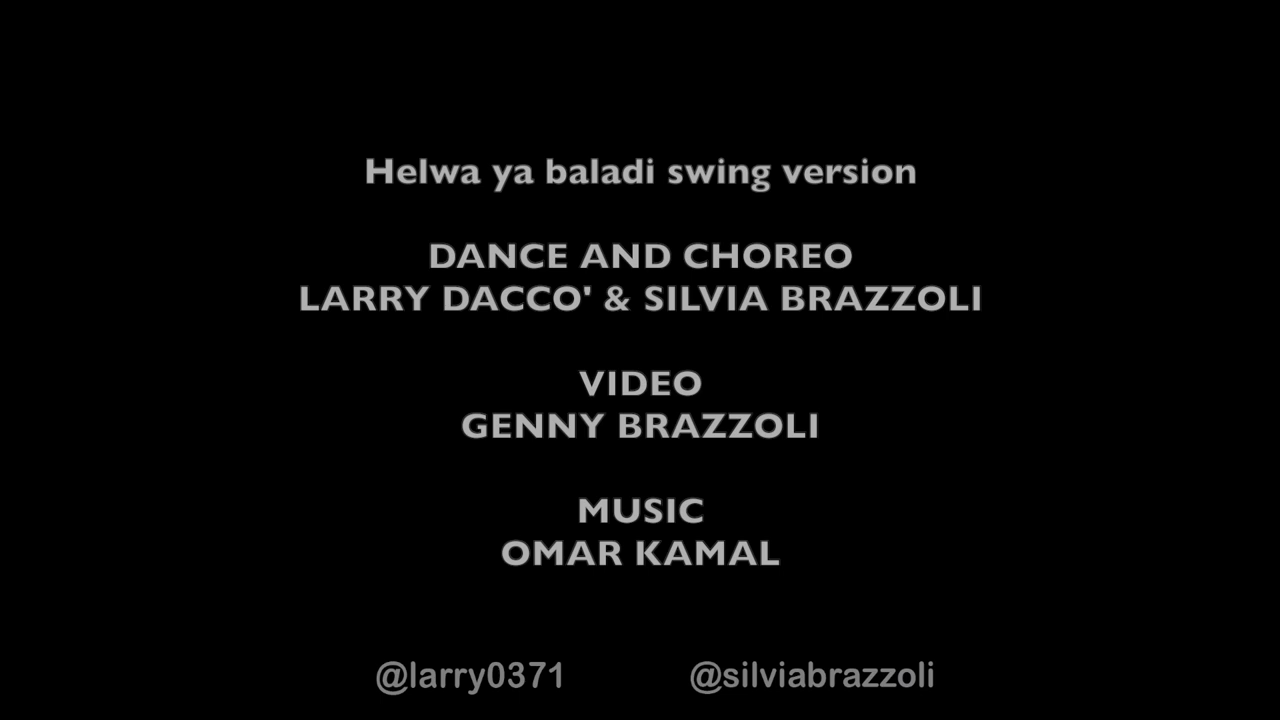 Helwa ya baladi swing version
DANCE AND CHOREO
LARRY DACCO' & SILVIA BRAZZOLI
VIDEO
GENNY BRAZZOLI
MUSIC
OMAR KAMAL
@larry0371 @silviabrazzoli